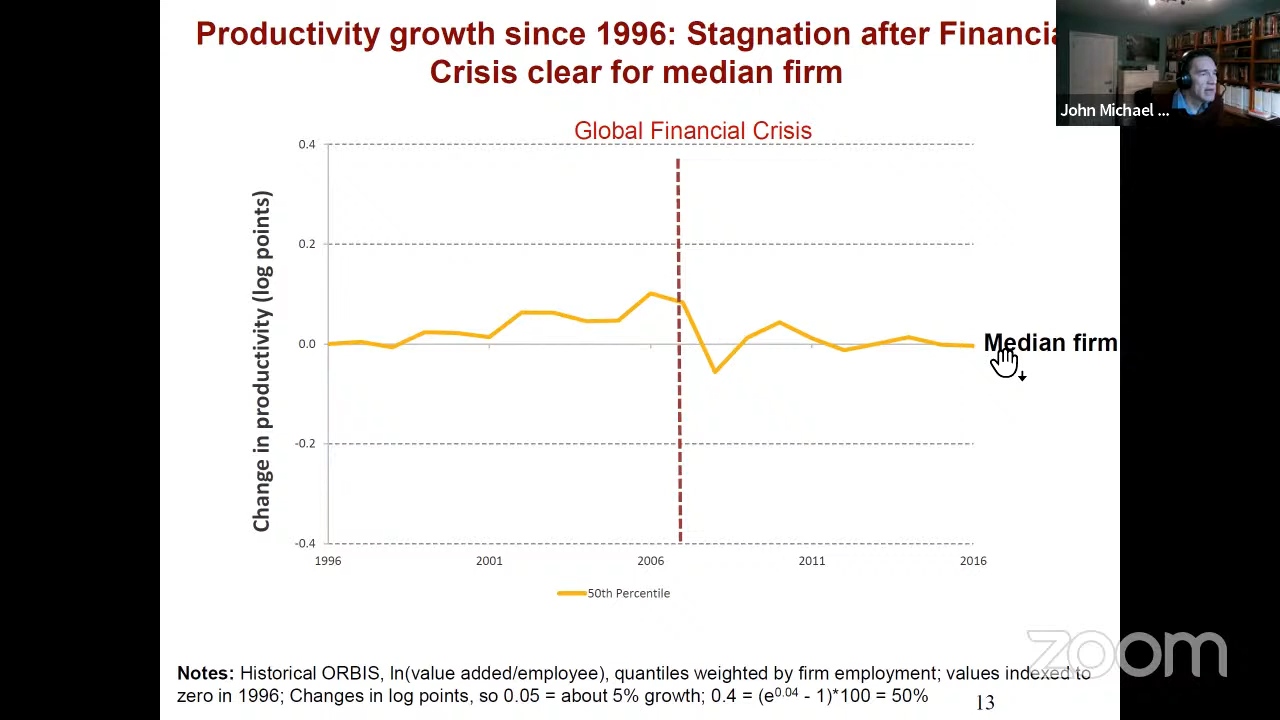 Productivity growth since 1996: Stagnation after Financia
Crisis clear for median firm
John Michael ...
Global Financial Crisis
Change in productivity (log points)
0.4
0.2
0.0
-0.2
-0.4
Median firm
1996 2001 2006 2011 2016
50th Percentile
zoom
Notes: Historical ORBIS, ln(value added/employee), quantiles weighted by firm employment; values indexed to
zero in 1996; Changes in log points, so 0.05 = about 5% growth; 0.4 = (e0.04 - 1)*100 = 50%
13